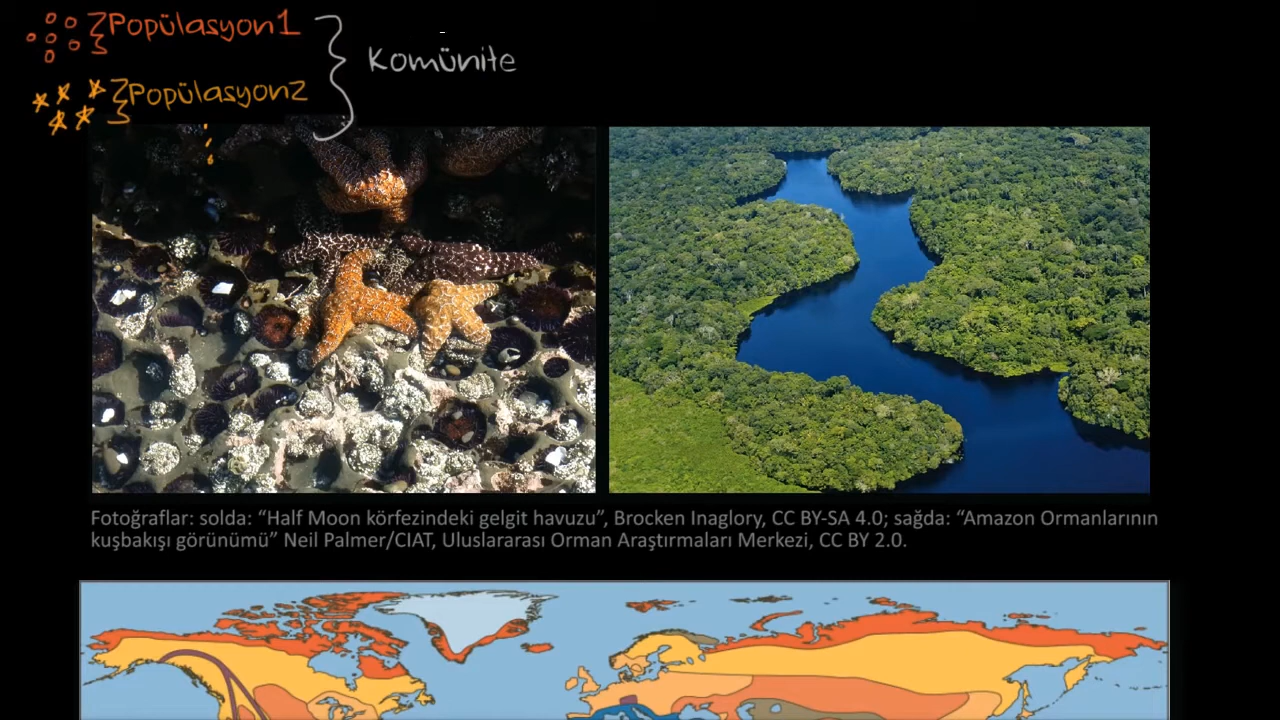 Popülasyon1
Komünite
Popülasyon2
Fotoğraflar: solda: “Half Moon körfezindeki gelgit havuzu”, Brocken Inaglory, CC BY-SA 4.0; sağda: “Amazon Ormanlarının
kuşbakışı görünümü” Neil Palmer/CIAT, Uluslararası Orman Araştırmaları Merkezi, CC BY 2.0.